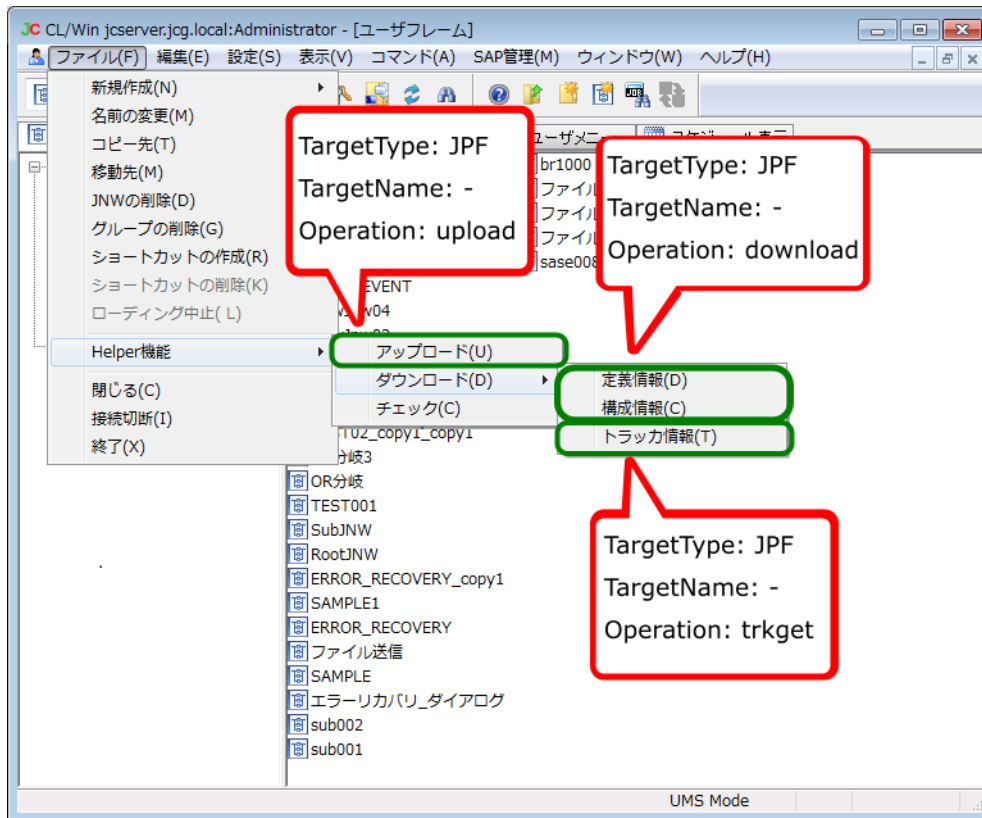 JC CL/Win jcserver.jcg.local:Administrator - [ユーザフレーム]
ファイル(F) 編集(E) 設定(S) 表示(V) コマンド(A) SAP管理(M) ウィンドウ(W) ヘルプ(H)
新規作成(N)
名前の変更(M)
コピー先(T)
移動先(M)
JNWの削除(D)
グループの削除(G)
ショートカットの作成(R)
ショートカットの削除(K)
ローディング中止( L)
Helper機能
閉じる(C)
接続切断(I)
終了(X)
アップロード(U)
ダウンロード(D)
チェック(C)
定義情報(D)
構成情報(C)
トラッカ情報(T)
TargetType: JPF
TargetName: -
Operation: upload
TargetType: JPF
TargetName: -
Operation: download
TargetType: JPF
TargetName: -
Operation: trkget
ユーザメニュー
スケジュール表示
br1000
ファイル
ファイル
ファイル
sase008
EVENT
w04
T02_copy1_copy1
分岐3
OR分岐
TEST001
SubJNW
RootJNW
ERROR_RECOVERY_copy1
SAMPLE1
ERROR_RECOVERY
ファイル送信
SAMPLE
エラーリカバリ_ダイアログ
sub002
sub001
UMS Mode